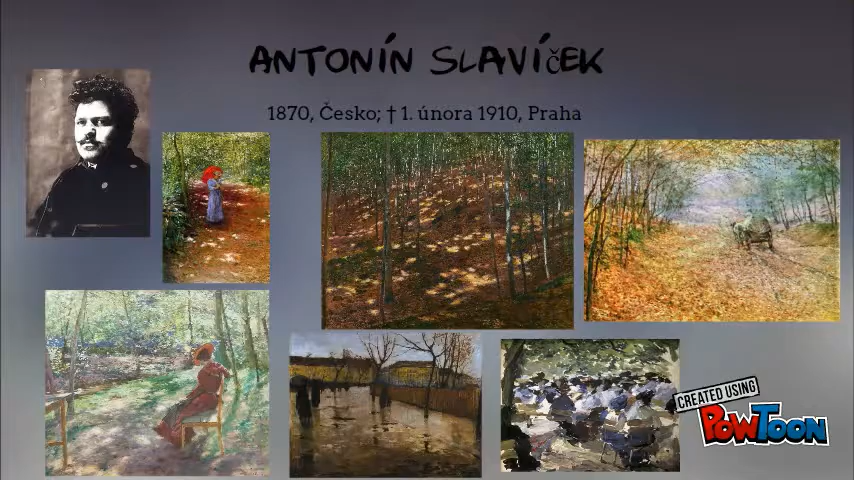 ANTONÍN SLAVÍČEK
1870, Česko; † 1. února 1910, Praha
CREATED USING
POWTOON